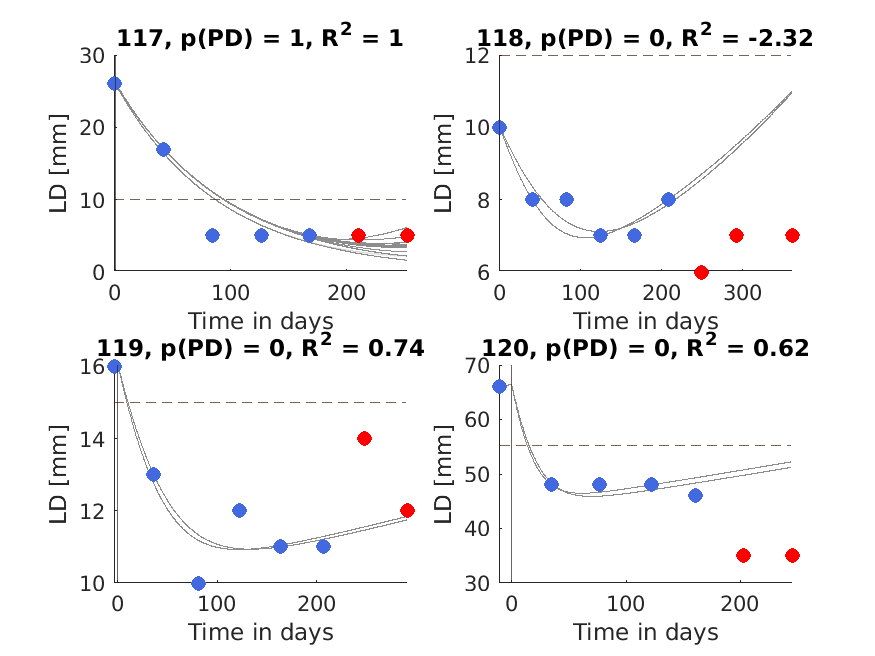 117, p(PD) = 1, R² = 1
30
20
10
0
LD [mm]
0 100 200
Time in days
118, p(PD) = 0, R² = -2.32
12
10
8
6
LD [mm]
0 100 200 300
Time in days
119, p(PD) = 0, R² = 0.74
16
14
12
10
LD [mm]
0 100 200
Time in days
120, p(PD) = 0, R² = 0.62
70
60
50
40
30
LD [mm]
0 100 200
Time in days